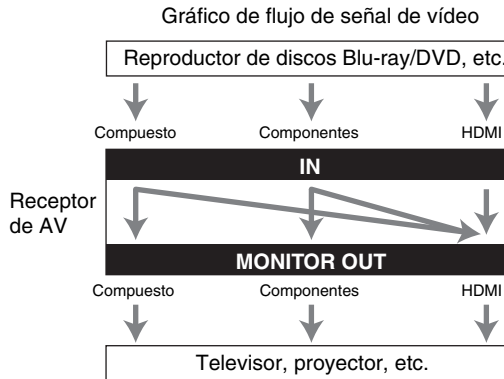 Gráfico de flujo de señal de vídeo
Reproductor de discos Blu-ray/DVD, etc.
Compuesto Componentes HDMI
IN
Receptor
de AV
MONITOR OUT
Compuesto Componentes HDMI
Televisor, proyector, etc.